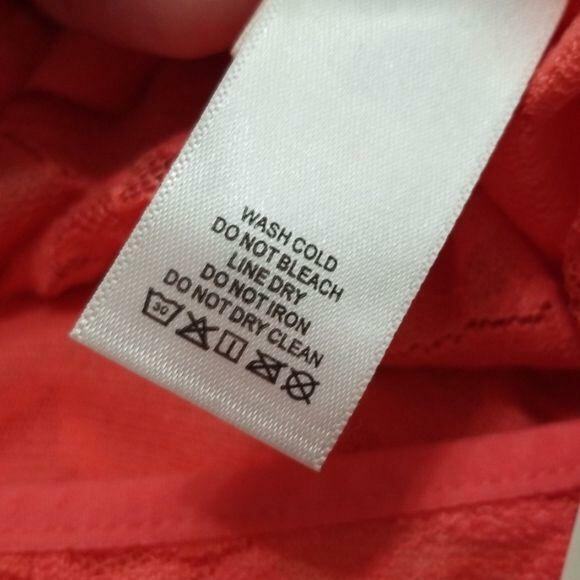 WASH COLD
DO NOT BLEACH
LINE DRY
DO NOT IRON
DO NOT DRY CLEAN
30